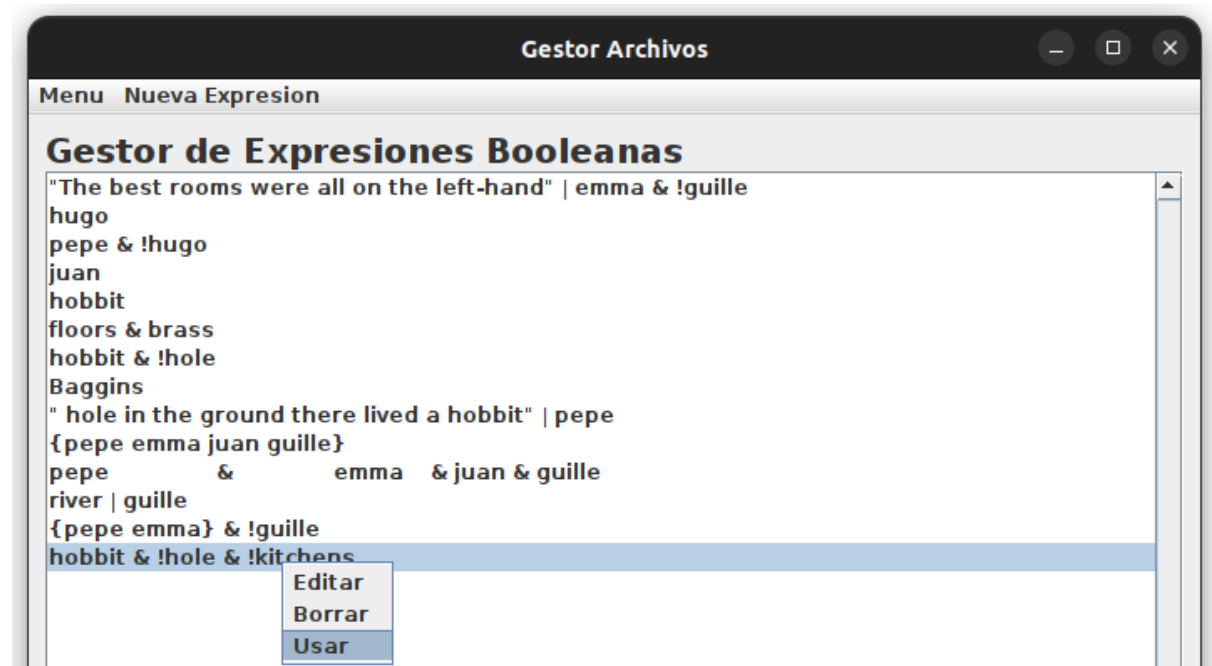 Gestor Archivos
Menu Nueva Expresion
Gestor de Expresiones Booleanas
"The best rooms were all on the left-hand" | emma & !guille
hugo
pepe & !hugo
juan
hobbit
floors & brass
hobbit & !hole
Baggins
" hole in the ground there lived a hobbit" | pepe
{pepe emma juan guille}
pepe & emma & juan & guille
river | guille
{pepe emma} & !guille
hobbit & !hole & !kitchens
Editar
Borrar
Usar